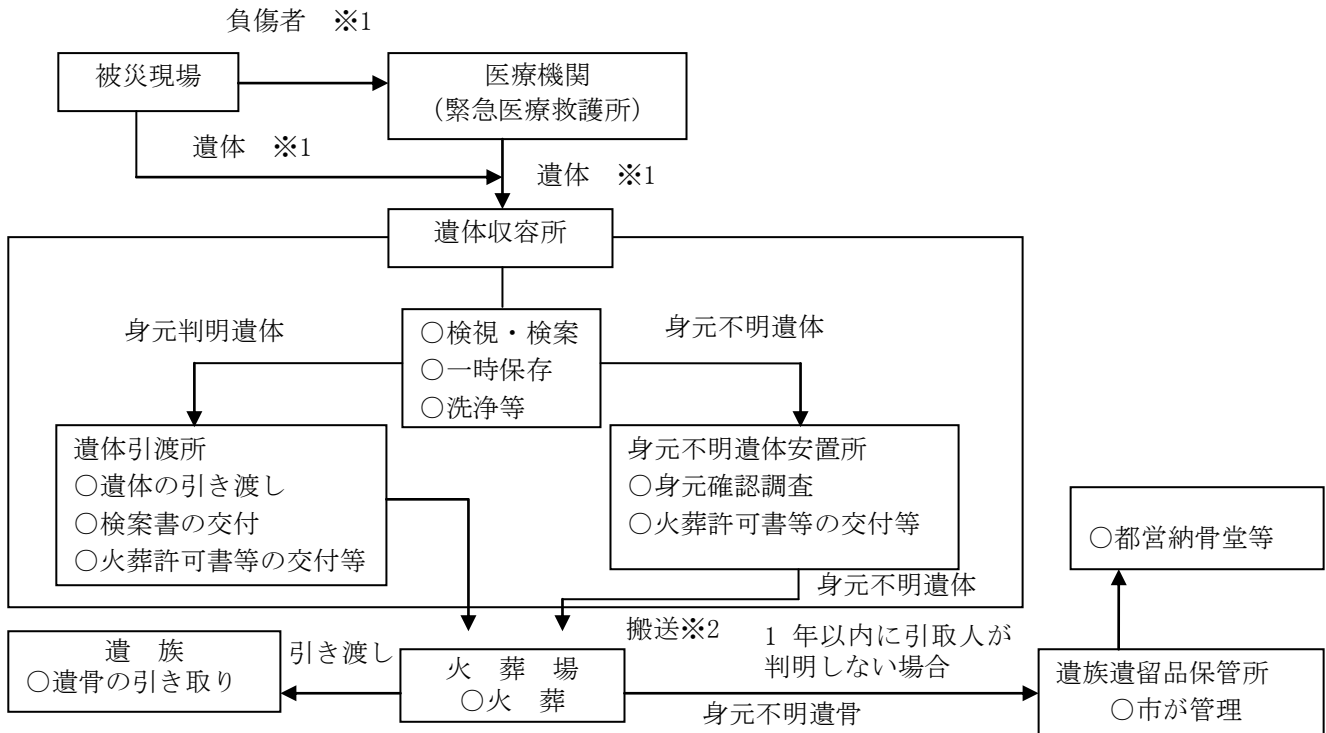 負傷者 ※1
被災現場
医療機関
(緊急医療救護所)
遺体 ※1
遺体 ※1
遺体収容所
身元判明遺体
身元不明遺体
○検視・検案
○一時保存
○洗浄等
遺体引渡所
○遺体の引き渡し
○検案書の交付
○火葬許可書等の交付等
身元不明遺体安置所
○身元確認調査
○火葬許可書等の交付等
○都営納骨堂等
身元不明遺体
搬送※2
1 年以内に引取人が
判明しない場合
遺 族
○遺骨の引き取り
引き渡し
火 葬 場
○火 葬
身元不明遺骨
遺族遺留品保管所
○市が管理